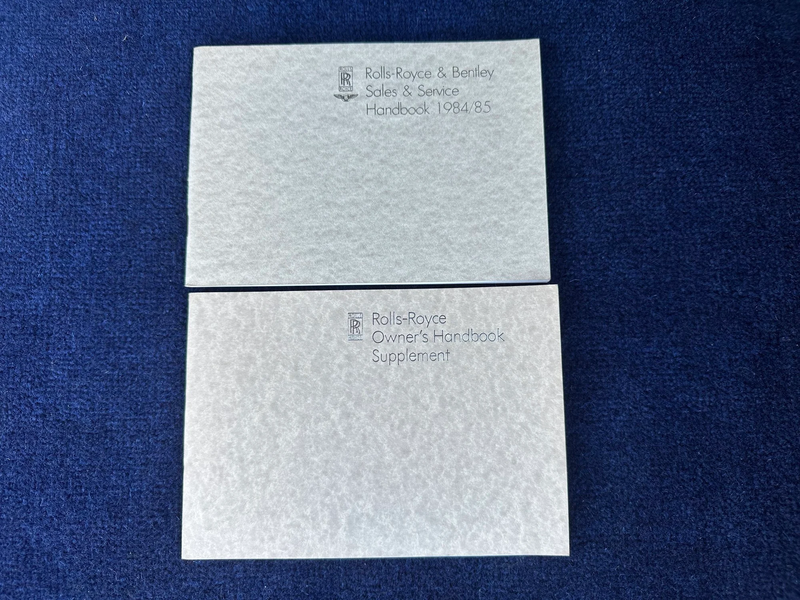 Rolls-Royce & Bentley
Sales & Service
Handbook 1984/85
Rolls-Royce
Owner's Handbook
Supplement